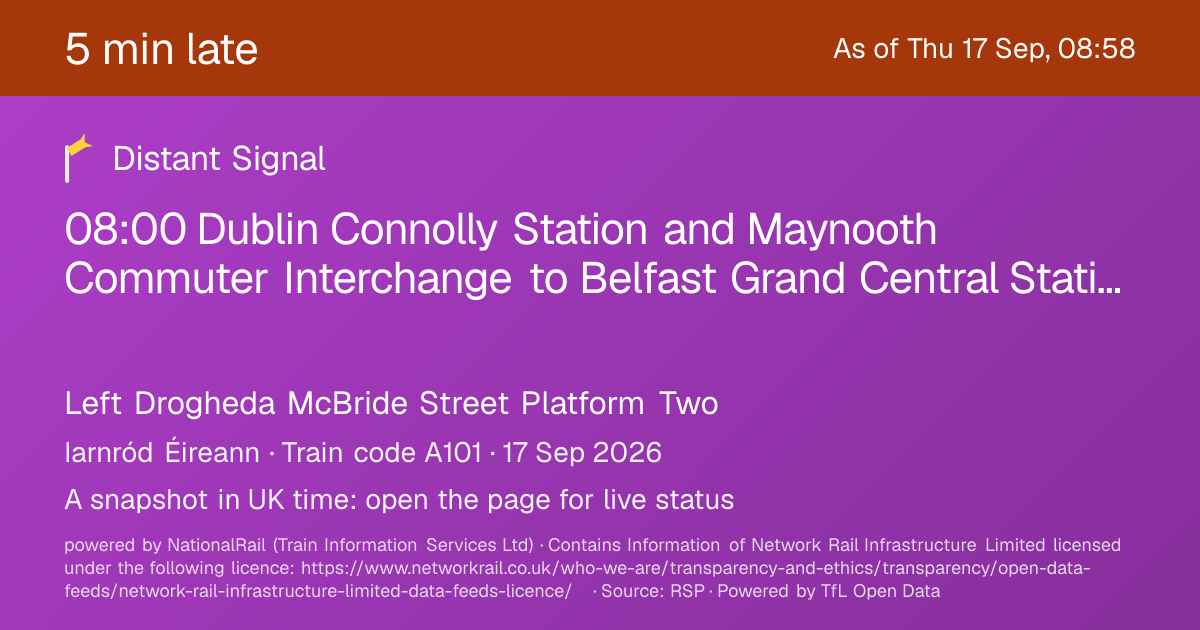 5 min late
As of Thu 17 Sep, 08:58
Distant Signal
08:00 Dublin Connolly Station and Maynooth
Commuter Interchange to Belfast Grand Central Stati...
Left Drogheda McBride Street Platform Two
Iarnród Éireann · Train code A101 · 17 Sep 2026
A snapshot in UK time: open the page for live status
powered by NationalRail (Train Information Services Ltd) · Contains Information of Network Rail Infrastructure Limited licensed
under the following licence: https://www.networkrail.co.uk/who-we-are/transparency-and-ethics/transparency/open-data-
feeds/network-rail-infrastructure-limited-data-feeds-licence/ · Source: RSP · Powered by TfL Open Data